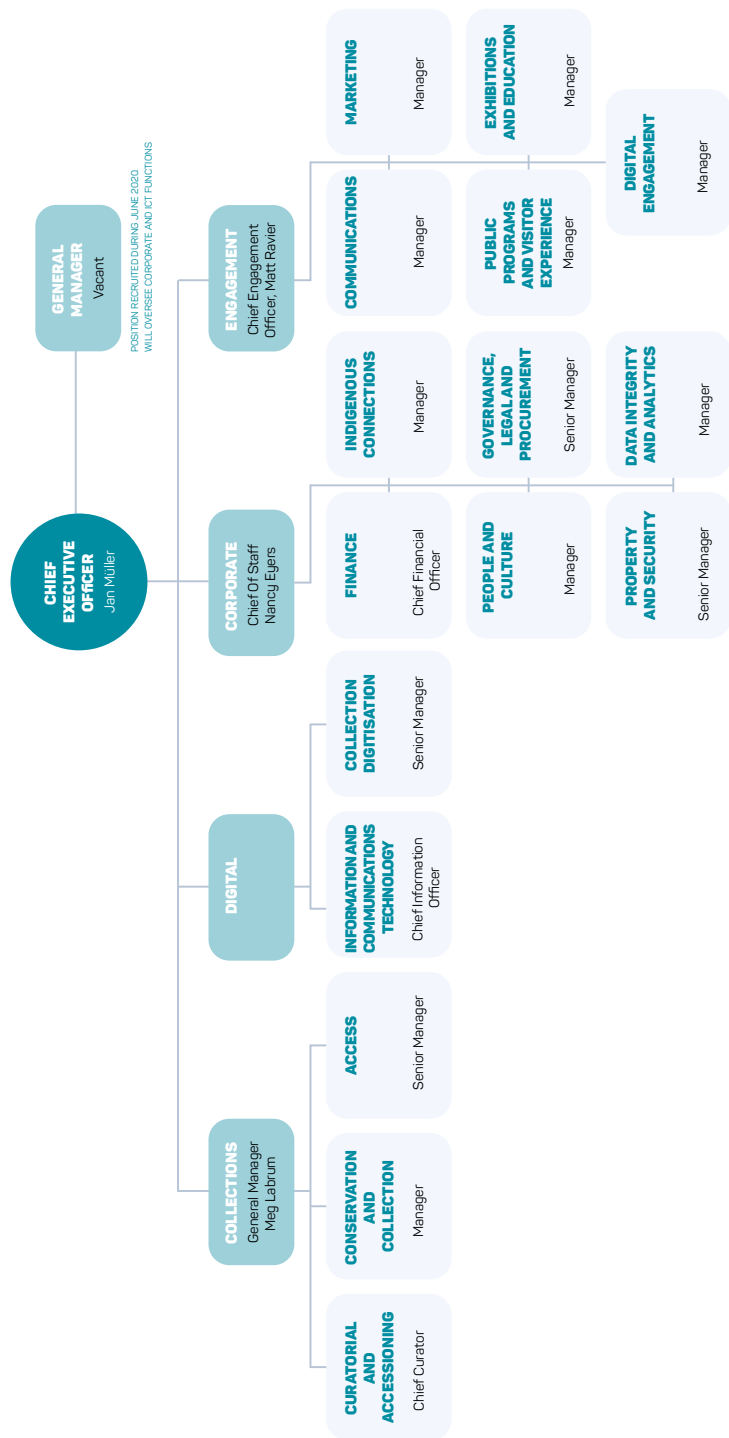 CHIEF
EXECUTIVE
OFFICER
Jan Müller
GENERAL
MANAGER
Vacant
POSITION RECRUITED DURING JUNE 2020.
WILL OVERSEE CORPORATE AND ICT FUNCTIONS
COLLECTIONS
General Manager
Meg Labrum
DIGITAL
CORPORATE
Chief Of Staff
Nancy Eyers
ENGAGEMENT
Chief Engagement
Officer, Matt Ravier
CURATORIAL
AND
ACCESSIONING
Chief Curator
CONSERVATION
AND
COLLECTION
Manager
ACCESS
Senior Manager
INFORMATION AND
COMMUNICATIONS
TECHNOLOGY
Chief Information
Officer
COLLECTION
DIGITISATION
Senior Manager
FINANCE
Chief Financial
Officer
INDIGENOUS
CONNECTIONS
Manager
PEOPLE AND
CULTURE
Manager
GOVERNANCE,
LEGAL AND
PROCUREMENT
Senior Manager
PROPERTY
AND SECURITY
Senior Manager
DATA INTEGRITY
AND ANALYTICS
Manager
COMMUNICATIONS
Manager
MARKETING
Manager
PUBLIC
PROGRAMS
AND VISITOR
EXPERIENCE
Manager
EXHIBITIONS
AND EDUCATION
Manager
DIGITAL
ENGAGEMENT
Manager